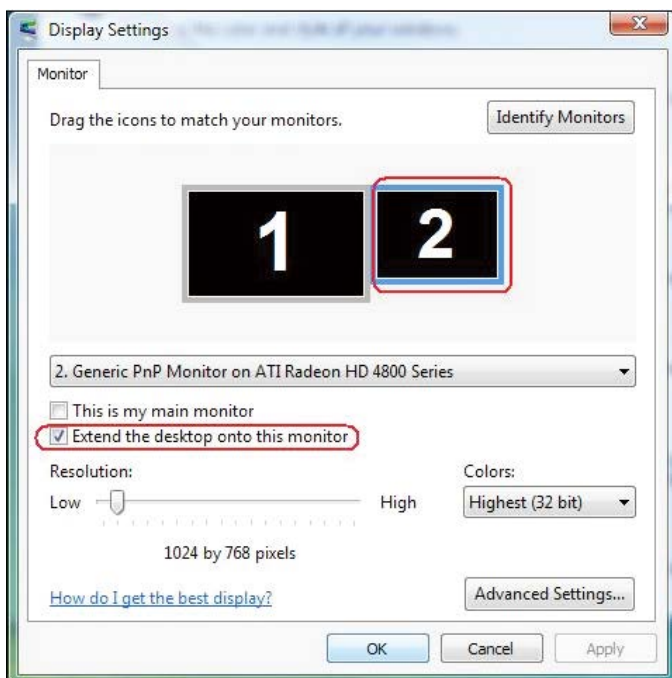 Display Settings
Monitor
Drag the icons to match your monitors.
Identify Monitors
1
2
2. Generic PnP Monitor on ATI Radeon HD 4800 Series
This is my main monitor
Extend the desktop onto this monitor
Resolution:
Colors:
Low
High
Highest (32 bit)
1024 by 768 pixels
How do I get the best display?
Advanced Settings...
OK
Cancel
Apply